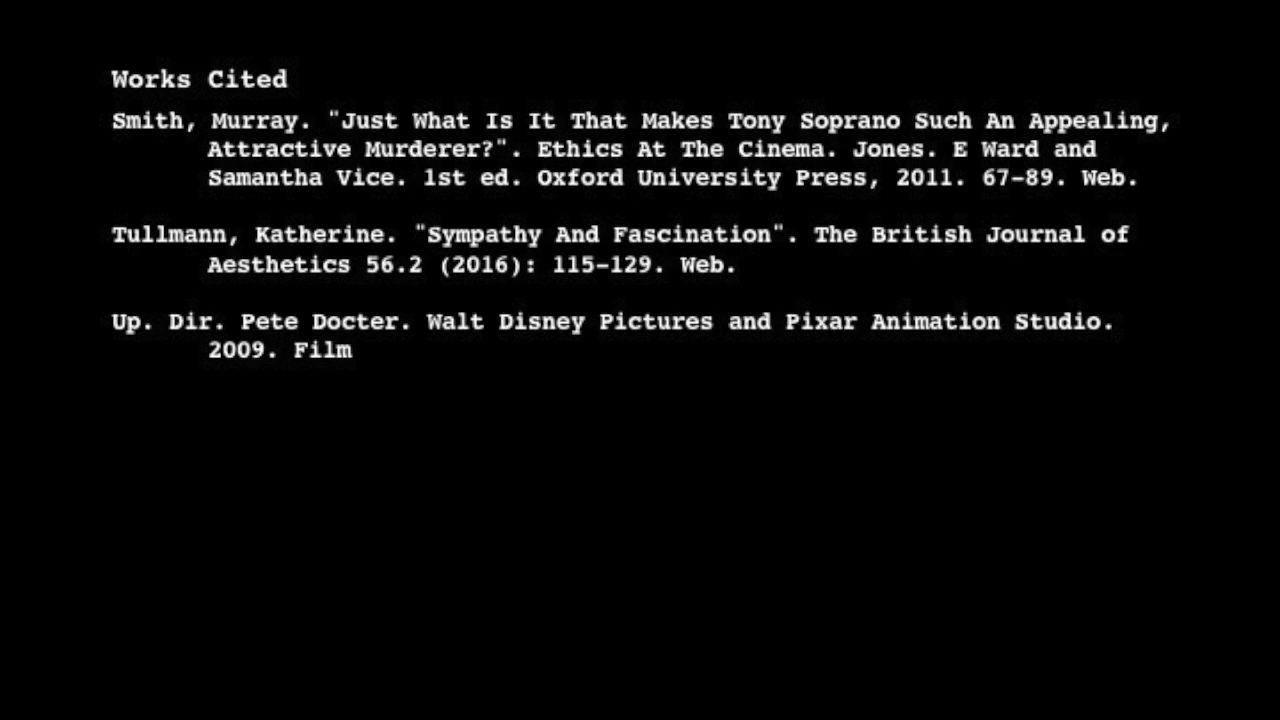 Works Cited
Smith, Murray. "Just What Is It That Makes Tony Soprano Such An Appealing,
Attractive Murderer?". Ethics At The Cinema. Jones. E Ward and
Samantha Vice. 1st ed. Oxford University Press, 2011. 67-89. Web.
Tullmann, Katherine. "Sympathy And Fascination". The British Journal of
Aesthetics 56.2 (2016): 115-129. Web.
Up. Dir. Pete Docter. Walt Disney Pictures and Pixar Animation Studio.
2009. Film